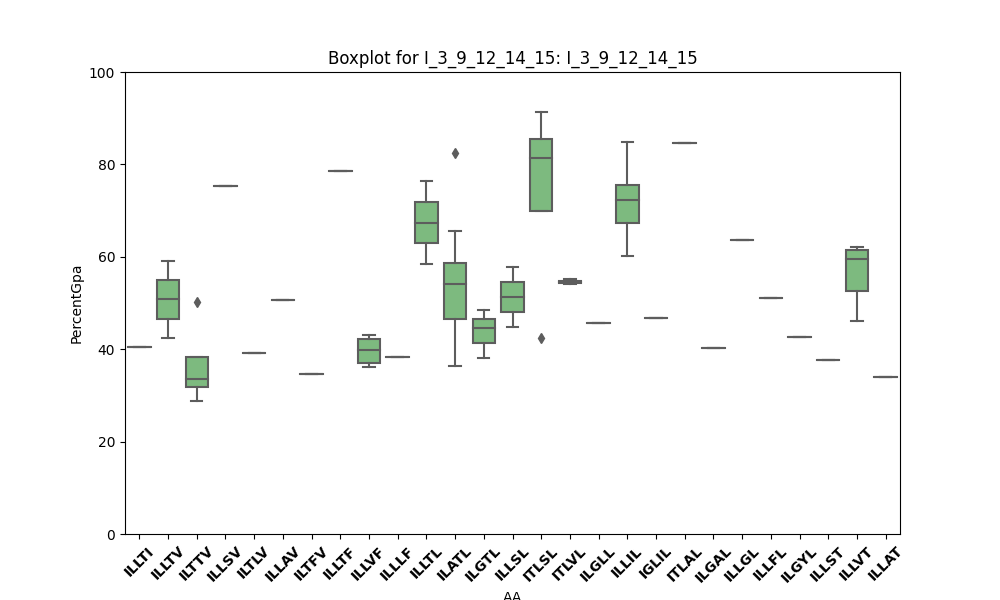 Boxplot for I_3_9_12_14_15: I_3_9_12_14_15
100
80
60
40
20
0
PercentGpa
ILLTI ILLTV ILTTV ILLSV ILTLV ILLAV ILTFV ILLTF ILLVF ILLLF ILLTL ILATL ILGTL ILLSL ITLSL ITLVL ILGLL ILLIL IGLIL ITLAL ILGAL ILLGL ILLFL ILGYL ILLST ILLVT ILLAT
AA